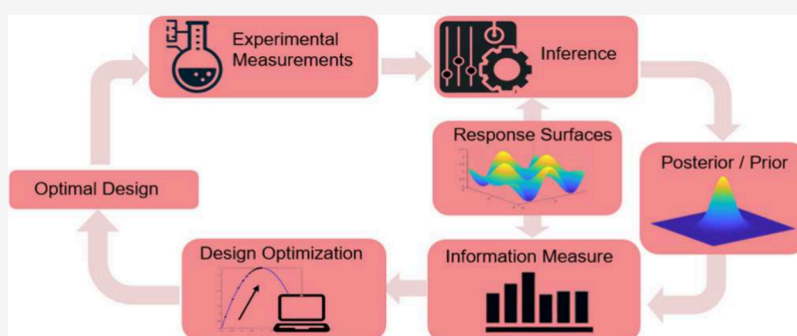 Experimental
Measurements
Inference
Response Surfaces
Posterior / Prior
Optimal Design
Design Optimization
Information Measure